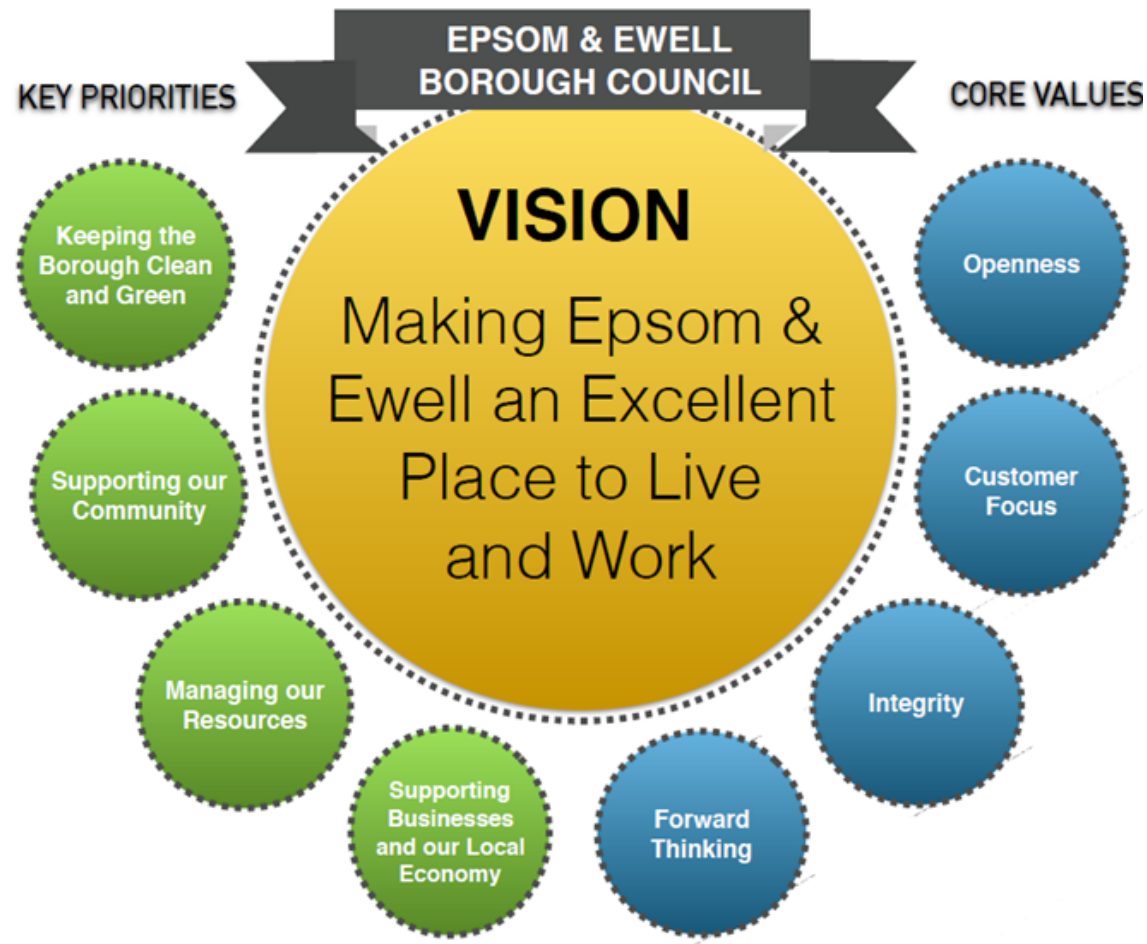 EPSOM & EWELL
BOROUGH COUNCIL
KEY PRIORITIES
CORE VALUES
VISION
Making Epsom &
Ewell an Excellent
Place to Live
and Work
Keeping the
Borough Clean
and Green
Supporting our
Community
Managing our
Resources
Supporting
Businesses
and our Local
Economy
Openness
Customer
Focus
Integrity
Forward
Thinking